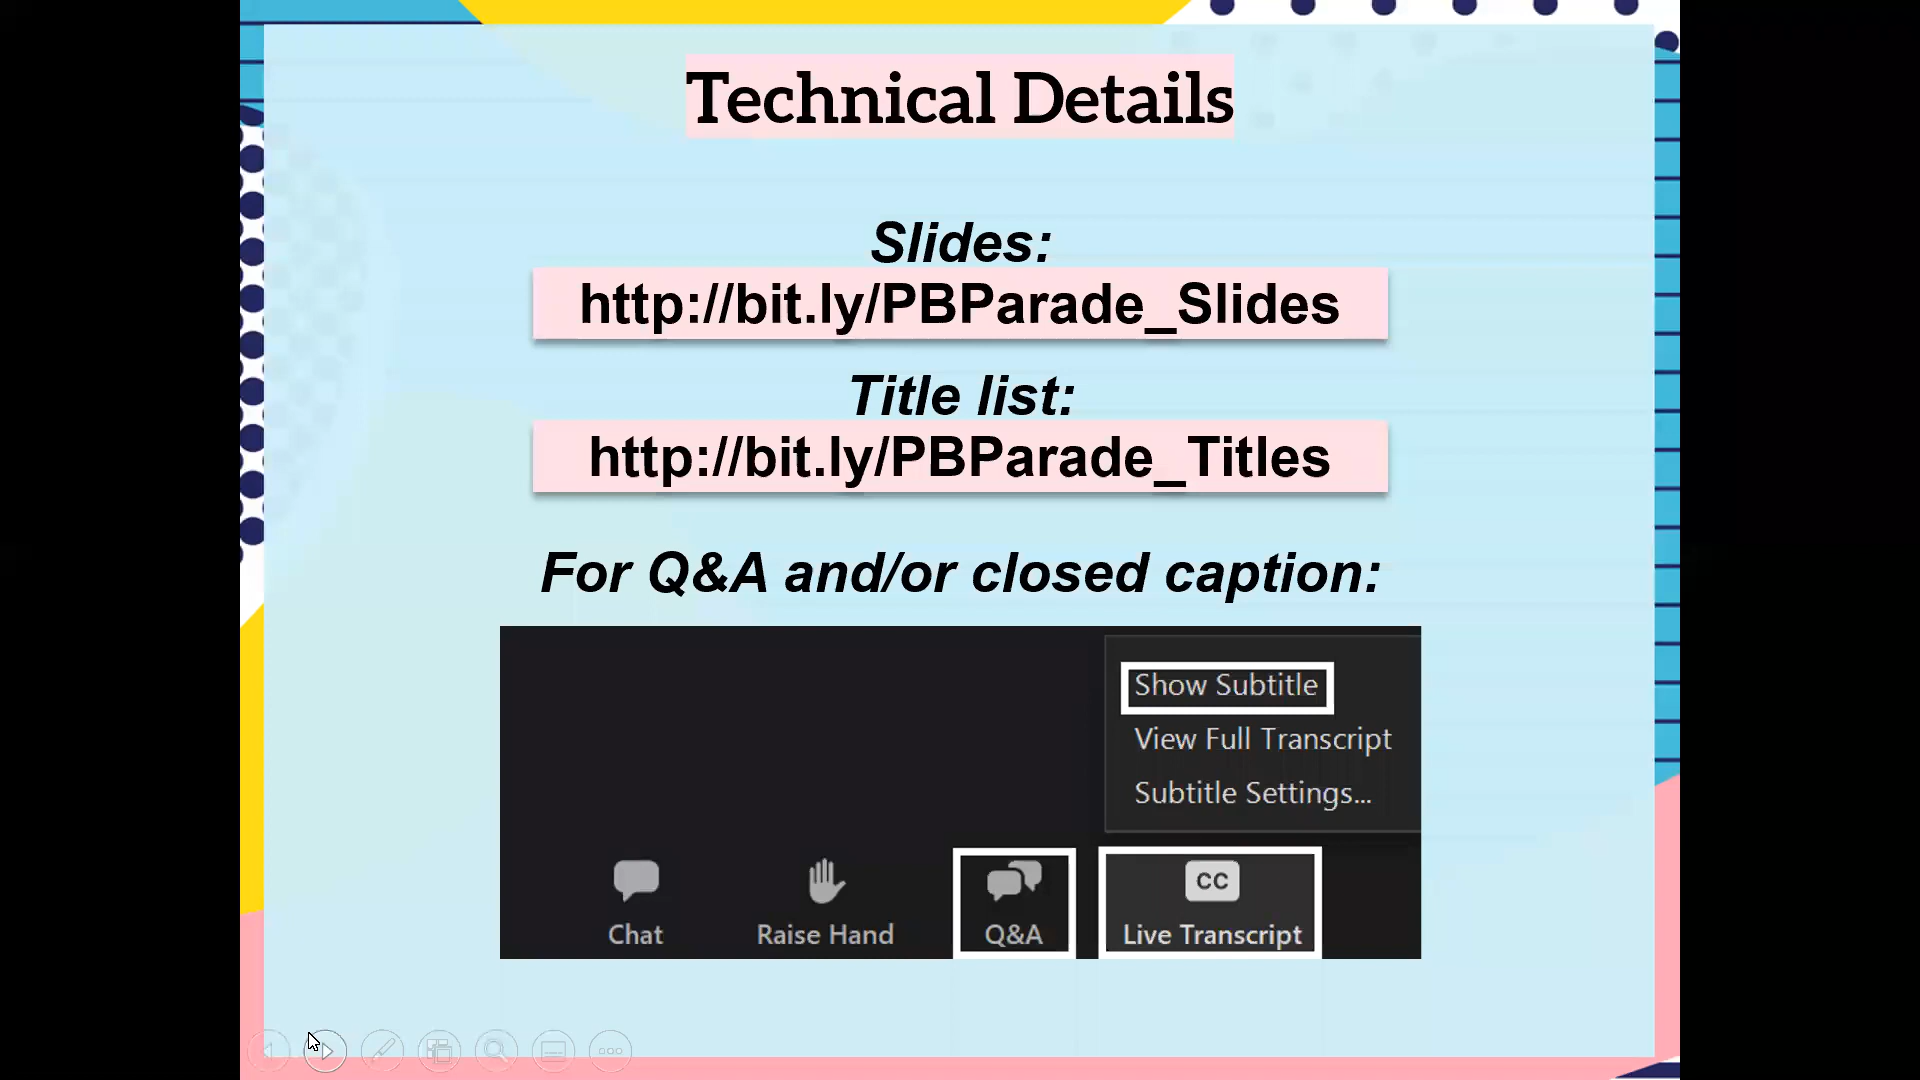 Technical Details
Slides:
http://bit.ly/PBParade_Slides
Title list:
http://bit.ly/PBParade_Titles
For Q&A and/or closed caption:
Show Subtitle
View Full Transcript
Subtitle Settings...
CC
Chat Raise Hand Q&A Live Transcript